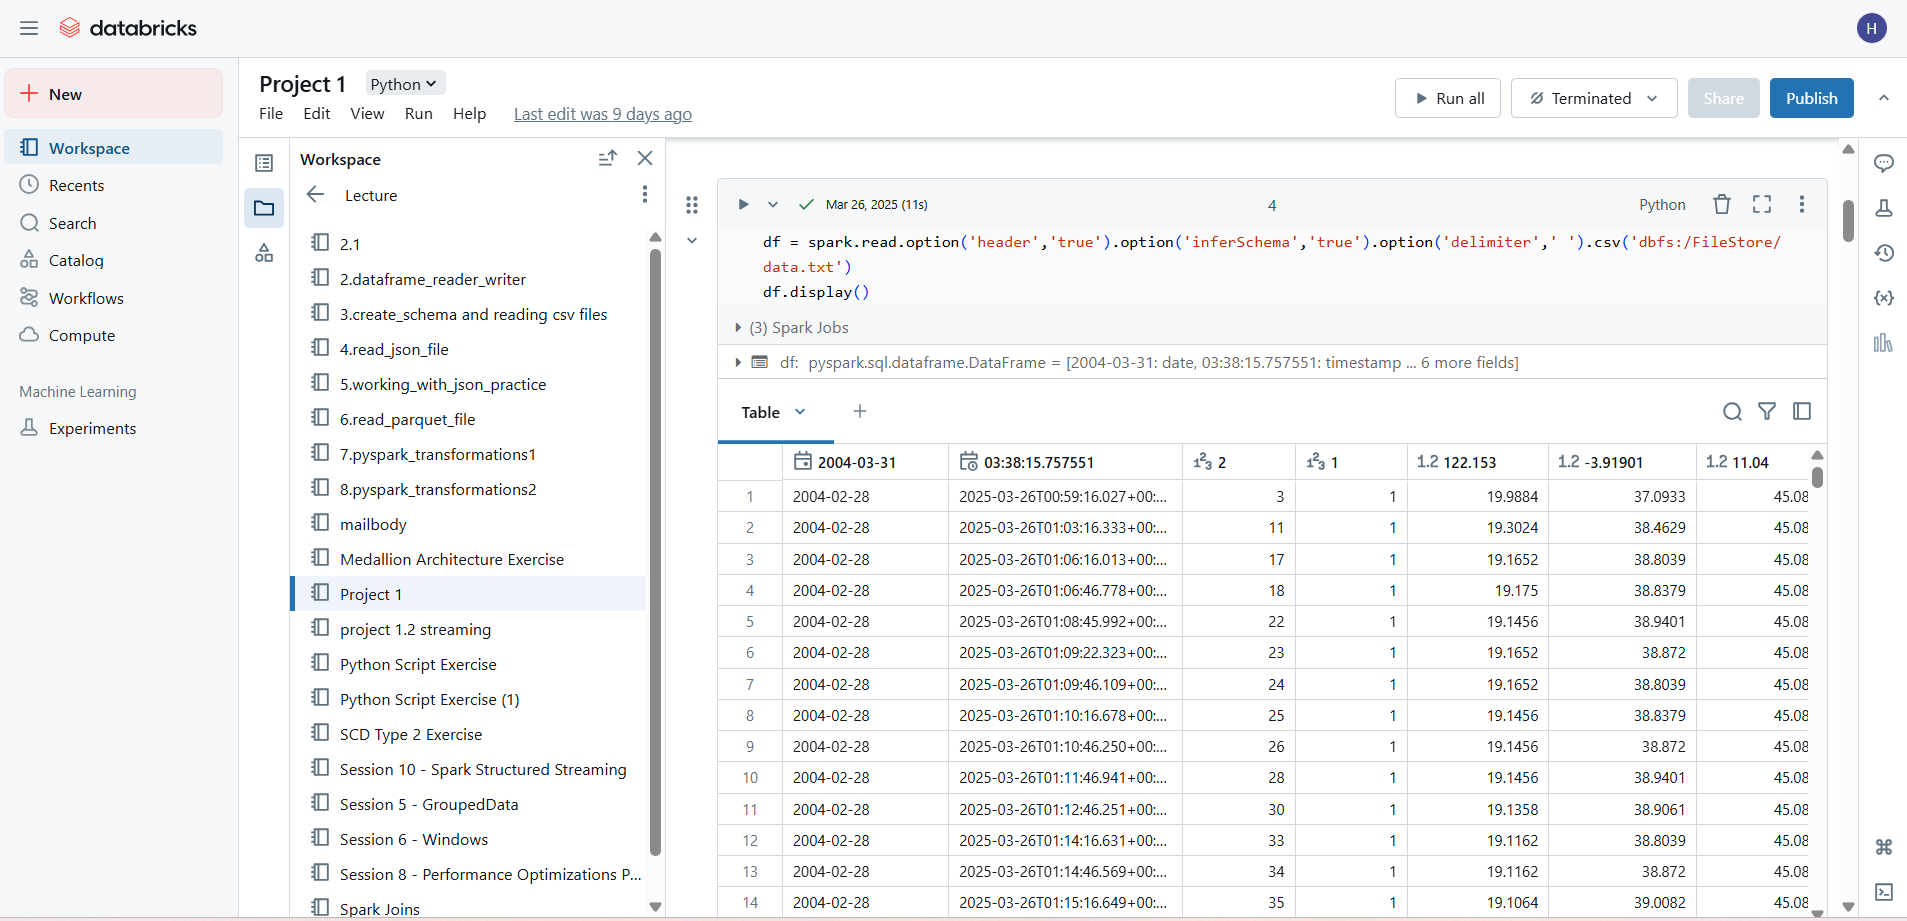 databricks
H
New
Workspace
Recents
Search
Catalog
Workflows
Compute
Machine Learning
Experiments
Project 1 Python
File Edit View Run Help Last edit was 9 days ago
Run all Terminated Share Publish
Workspace
Lecture
2.1
2.dataframe_reader_writer
3.create_schema and reading csv files
4.read_json_file
5.working_with_json_practice
6.read_parquet_file
7.pyspark_transformations1
8.pyspark_transformations2
mailbody
Medallion Architecture Exercise
Project 1
project 1.2 streaming
Python Script Exercise
Python Script Exercise (1)
SCD Type 2 Exercise
Session 10 - Spark Structured Streaming
Session 5 - GroupedData
Session 6 - Windows
Session 8 - Performance Optimizations P...
Spark Joins
Mar 26, 2025 (11s) 4 Python
df = spark.read.option('header','true').option('inferSchema','true').option('delimiter',' ').csv('dbfs:/FileStore/
data.txt')
df.display()
(3) Spark Jobs
df: pyspark.sql.dataframe.DataFrame = [2004-03-31: date, 03:38:15.757551: timestamp ... 6 more fields]
Table +
2004-03-31 03:38:15.757551 123 2 123 1 1.2 122.153 1.2 -3.91901 1.2 11.04
1 2004-02-28 2025-03-26T00:59:16.027+00:... 3 1 19.9884 37.0933 45.08
2 2004-02-28 2025-03-26T01:03:16.333+00:... 11 1 19.3024 38.4629 45.08
3 2004-02-28 2025-03-26T01:06:16.013+00:... 17 1 19.1652 38.8039 45.08
4 2004-02-28 2025-03-26T01:06:46.778+00:... 18 1 19.175 38.8379 45.08
5 2004-02-28 2025-03-26T01:08:45.992+00:... 22 1 19.1456 38.9401 45.08
6 2004-02-28 2025-03-26T01:09:22.323+00:... 23 1 19.1652 38.872 45.08
7 2004-02-28 2025-03-26T01:09:46.109+00:... 24 1 19.1652 38.8039 45.08
8 2004-02-28 2025-03-26T01:10:16.678+00:... 25 1 19.1456 38.8379 45.08
9 2004-02-28 2025-03-26T01:10:46.250+00:... 26 1 19.1456 38.872 45.08
10 2004-02-28 2025-03-26T01:11:46.941+00:... 28 1 19.1456 38.9401 45.08
11 2004-02-28 2025-03-26T01:12:46.251+00:... 30 1 19.1358 38.9061 45.08
12 2004-02-28 2025-03-26T01:14:16.631+00:... 33 1 19.1162 38.8039 45.08
13 2004-02-28 2025-03-26T01:14:46.569+00:... 34 1 19.1162 38.872 45.08
14 2004-02-28 2025-03-26T01:15:16.649+00:... 35 1 19.1064 39.0082 45.08